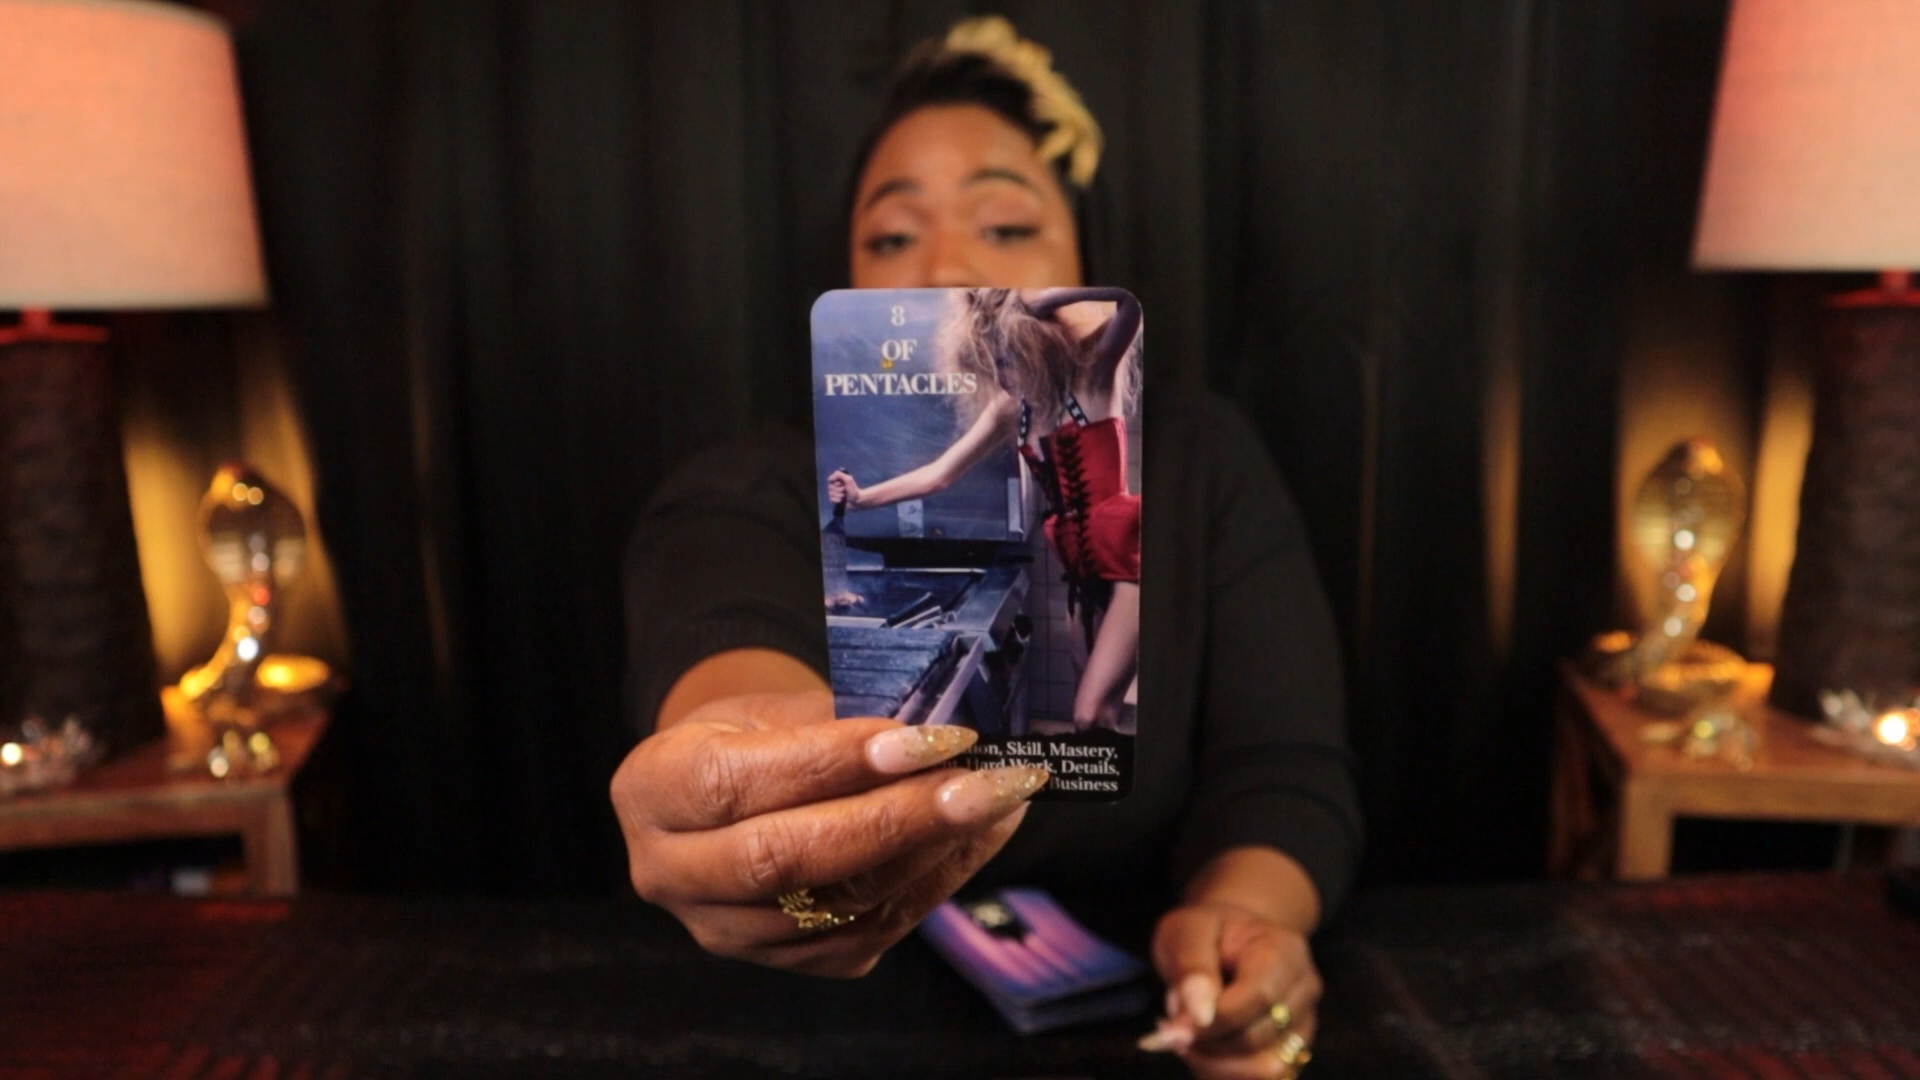 8
OF
PENTACLES
Skill, Mastery,
Hard Work, Details,
Business